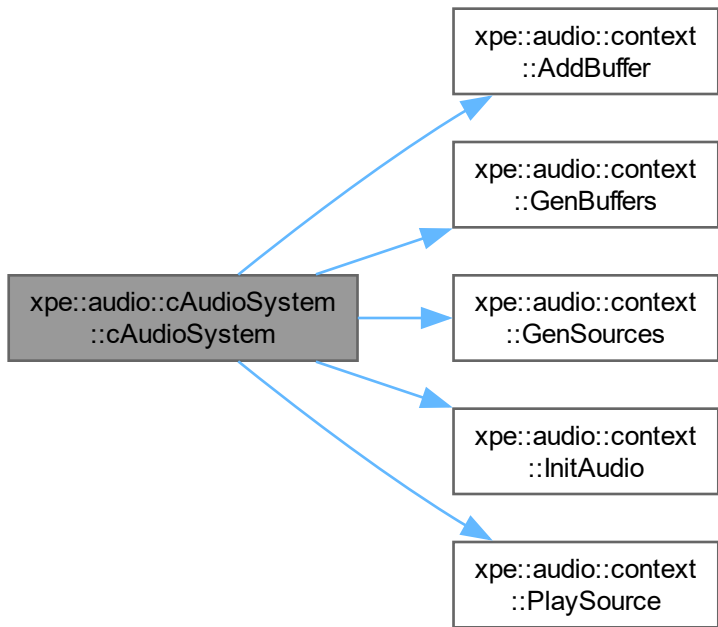 xpe::audio::context
::AddBuffer
xpe::audio::context
::GenBuffers
xpe::audio::cAudioSystem
::cAudioSystem
xpe::audio::context
::GenSources
xpe::audio::context
::InitAudio
xpe::audio::context
::PlaySource